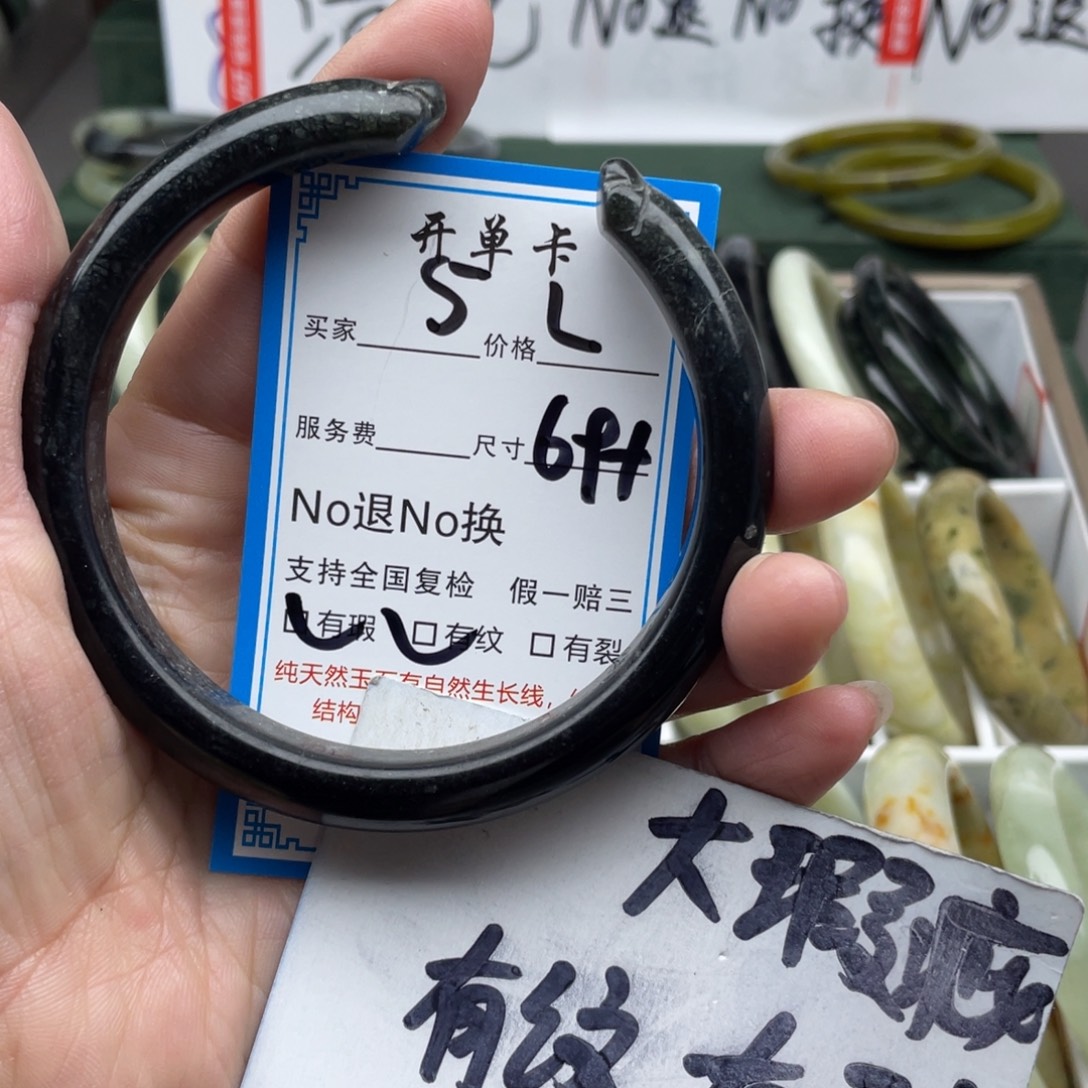 No退 No换 No退
开单卡
5 L
买家 价格
服务费 尺寸
No退No换
支持全国复检 假一赔三
有瑕 有纹 有裂
纯天然玉石有自然生长线,
结构
大瑕疵
有纹